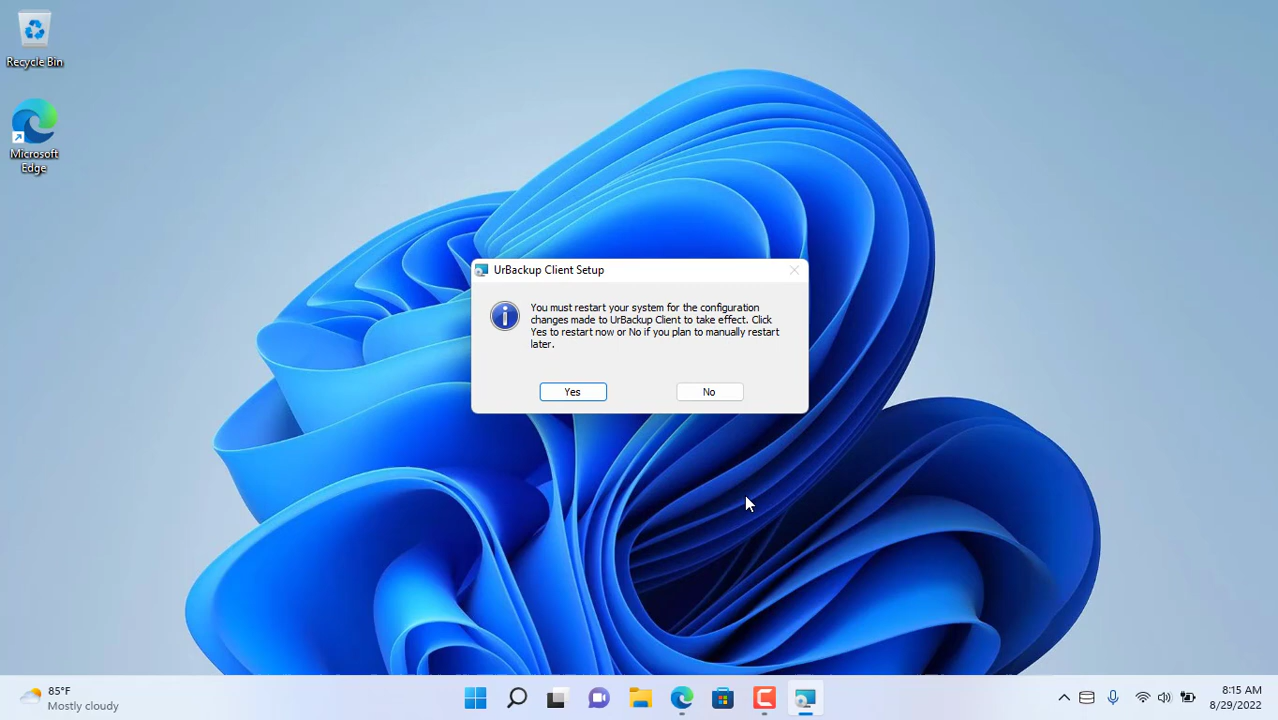 Recycle Bin
Microsoft
Edge
UrBackup Client Setup
You must restart your system for the configuration
changes made to UrBackup Client to take effect. Click
Yes to restart now or No if you plan to manually restart
later.
Yes
No
85°F
Mostly cloudy
8:15 AM
8/29/2022